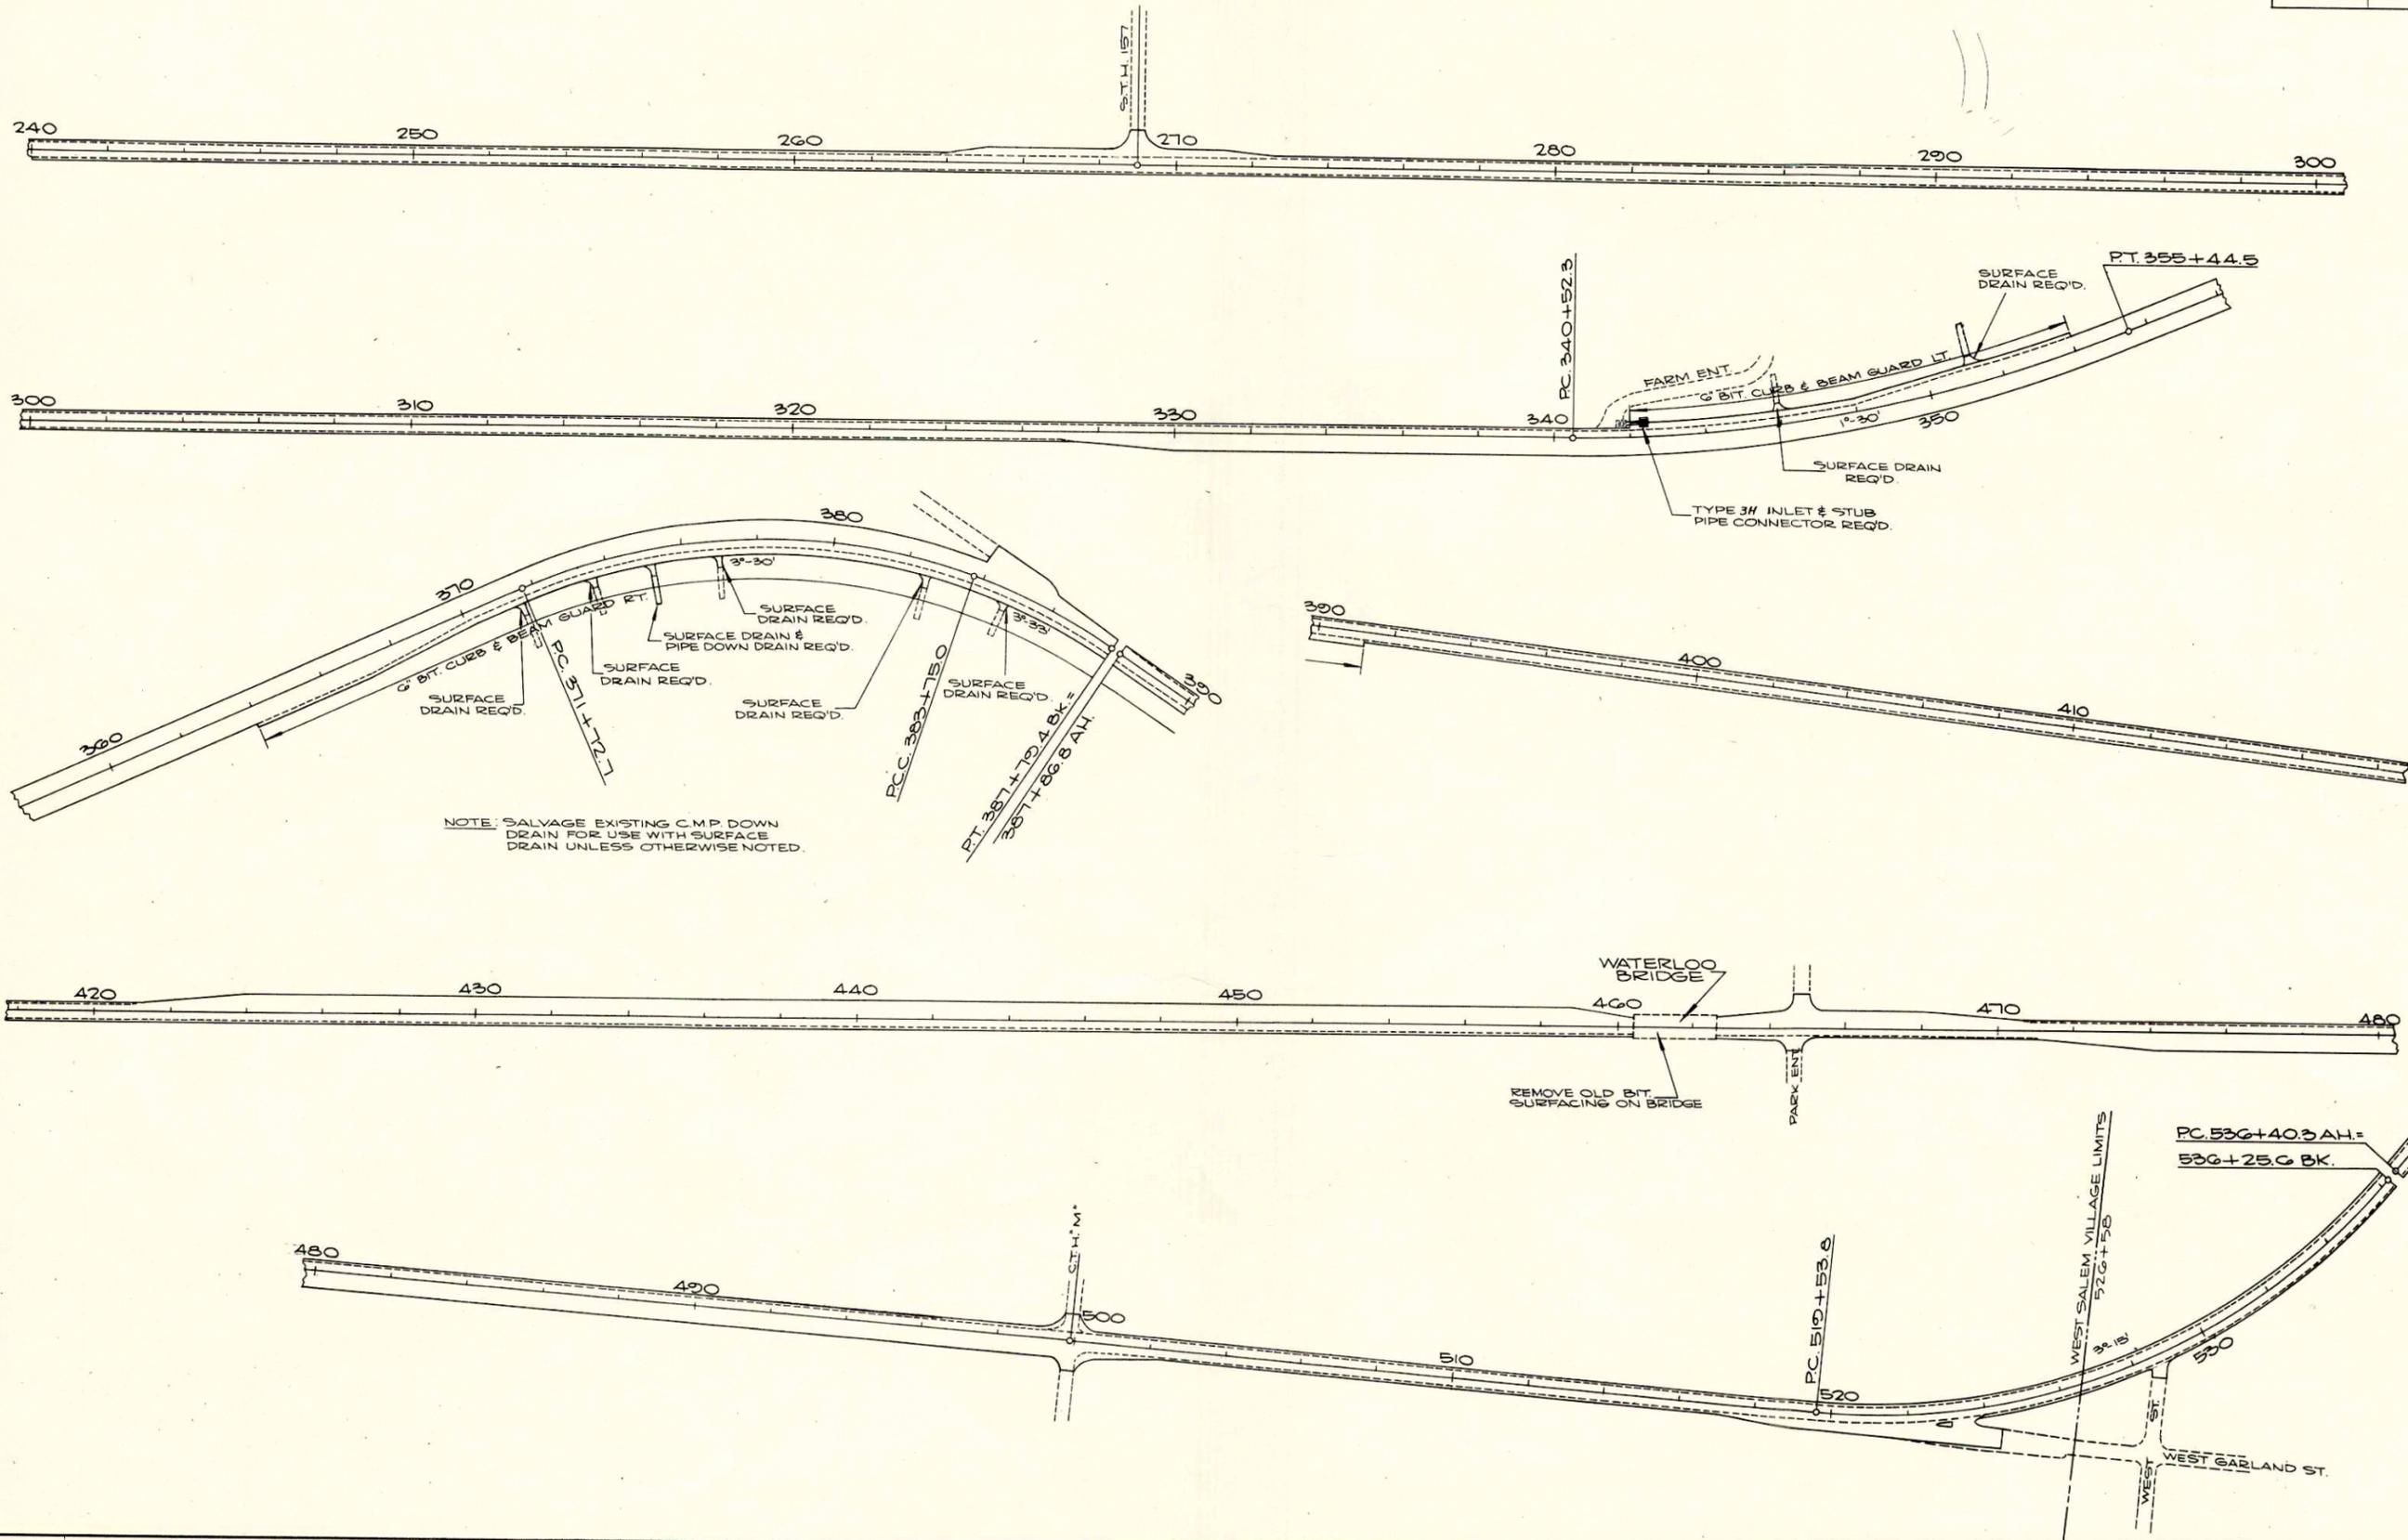 S.T.H. 157
240
250
260
270
280
290
300
P.C. 340+52.3
SURFACE
DRAIN REQ'D.
P.T. 355+44.5
FARM ENT.
6" BIT. CURB & BEAM GUARD LT.
300
310
320
330
340
1°-30'
350
SURFACE DRAIN
REQ'D.
TYPE 3H INLET & STUB
PIPE CONNECTOR REQ'D.
360
370
380
3°-30'
3°-33'
390
6" BIT. CURB & BEAM GUARD RT.
SURFACE
DRAIN REQ'D.
SURFACE DRAIN &
PIPE DOWN DRAIN REQ'D.
SURFACE
DRAIN REQ'D.
SURFACE
DRAIN REQ'D.
SURFACE
DRAIN REQ'D.
SURFACE
DRAIN REQ'D.
P.C. 371+72.7
P.C.C. 383+75.0
P.T. 387+79.4 BK.=
387+86.8 AH.
390
400
410
NOTE: SALVAGE EXISTING C.M.P. DOWN
DRAIN FOR USE WITH SURFACE
DRAIN UNLESS OTHERWISE NOTED.
WATERLOO
BRIDGE
420
430
440
450
460
470
480
REMOVE OLD BIT.
SURFACING ON BRIDGE
PARK ENT.
P.C. 536+40.3 AH.=
536+25.6 BK.
WEST SALEM VILLAGE LIMITS
526+58
C.T.H. "M"
480
490
500
510
P.C. 519+53.8
520
3°-15'
530
WEST ST.
WEST GARLAND ST.